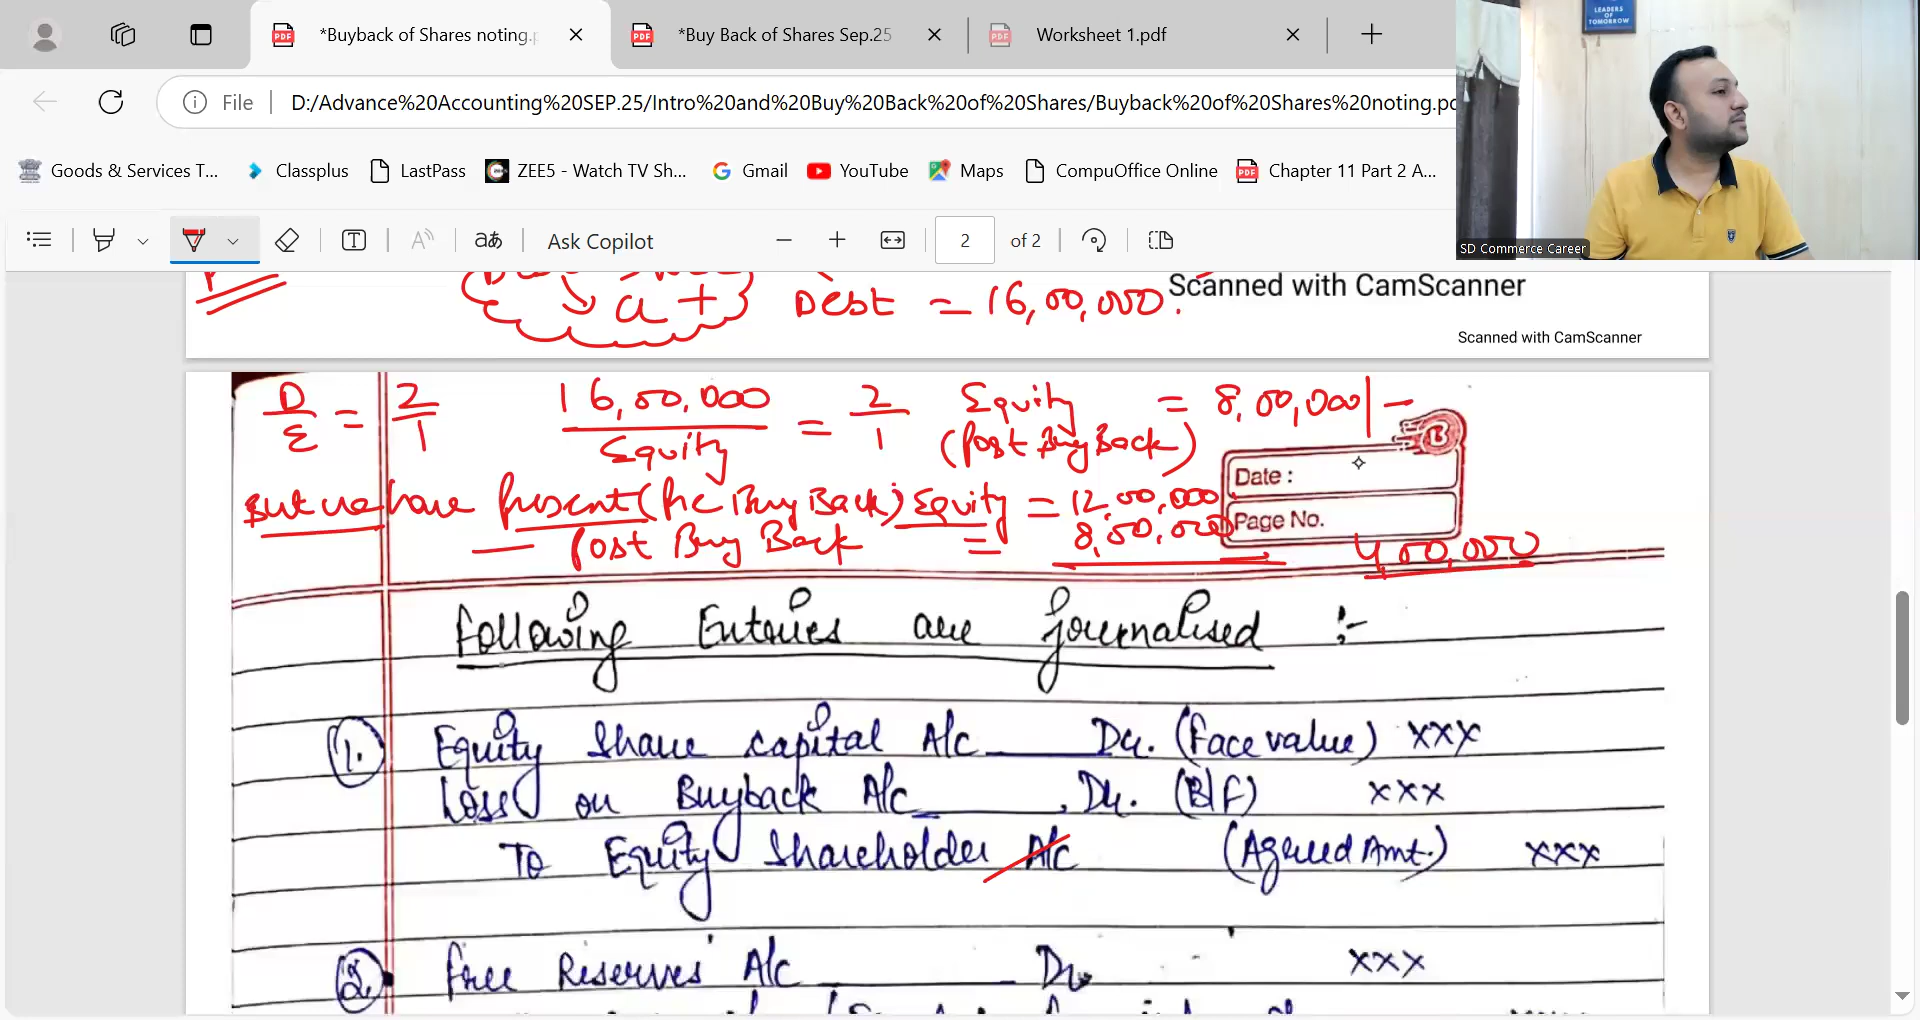 *Buyback of Shares noting.p
*Buy Back of Shares Sep.25
Worksheet 1.pdf
File
D:/Advance%20Accounting%20SEP.25/Intro%20and%20Buy%20Back%20of%20Shares/Buyback%20of%20Shares%20noting.pd
Goods & Services T...
Classplus
LastPass
ZEE5 - Watch TV Sh...
Gmail
YouTube
Maps
CompuOffice Online
Chapter 11 Part 2 A...
LEADERS
OF
TOMORROW
SD Commerce Career
Ask Copilot
2
of 2
Debt = 16,00,000.
Scanned with CamScanner
Scanned with CamScanner
D/E = 2/1 16,00,000/Equity = 2/1 Equity = 8,00,000/-
(Post Buy Back)
Date :
But we have Present (Pre Buy Back) Equity = 12,00,000
Page No.
— Post Buy Back = 8,00,000
4,00,000
Following Entries are journalised :-
1. Equity Share capital A/c Dr. (Face value) xxx
Loss on Buyback A/c Dr. (B/F) xxx
To Equity Shareholder A/c (Agreed Amt.) xxx
2. Free Reserves A/c Dr. xxx